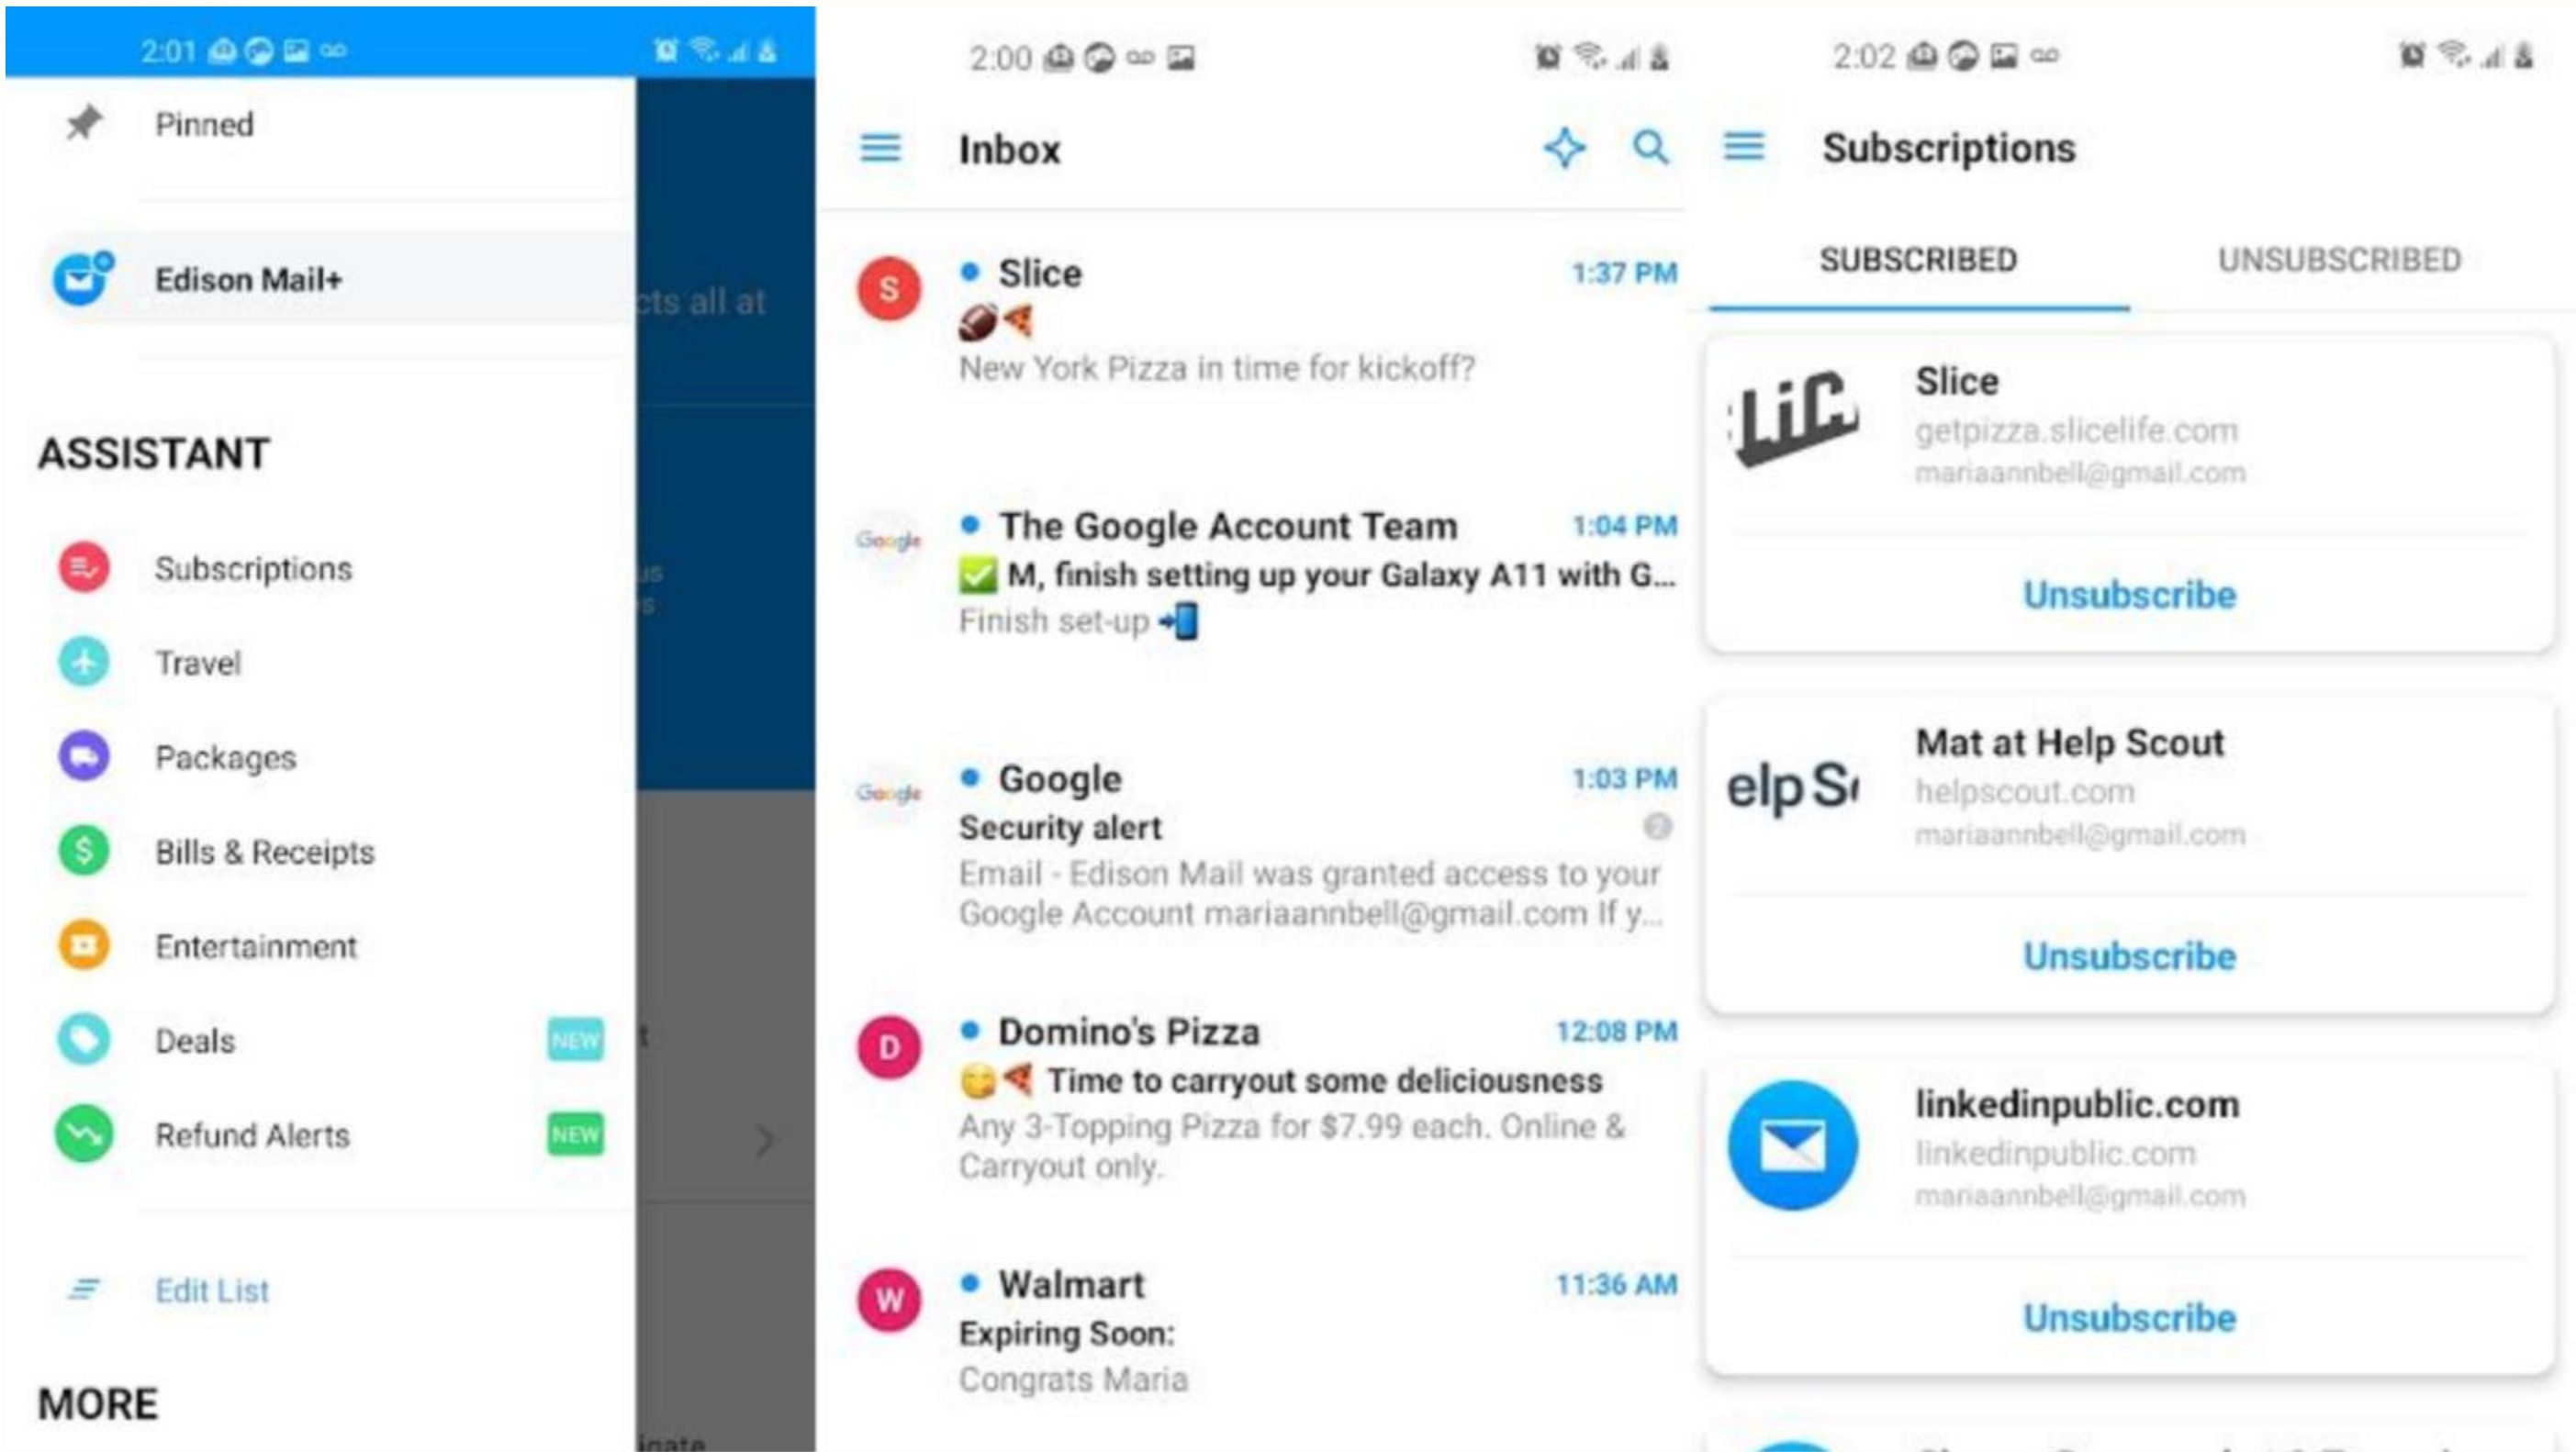 2:01
Pinned
Edison Mail+
cts all at
ASSISTANT
Subscriptions
us
Travel
Packages
Bills & Receipts
Entertainment
Deals
NEW
t
Refund Alerts
NEW
Edit List
MORE
inate
2:00
Inbox
S
Slice
1:37 PM
New York Pizza in time for kickoff?
Google
The Google Account Team
1:04 PM
M, finish setting up your Galaxy A11 with G...
Finish set-up
Google
Google
1:03 PM
Security alert
2
Email - Edison Mail was granted access to your
Google Account mariaannbell@gmail.com If y...
D
Domino's Pizza
12:08 PM
Time to carryout some deliciousness
Any 3-Topping Pizza for $7.99 each. Online &
Carryout only.
W
Walmart
11:36 AM
Expiring Soon:
Congrats Maria
2:02
Subscriptions
SUBSCRIBED
UNSUBSCRIBED
LiC
Slice
getpizza.slicelife.com
mariaannbell@gmail.com
Unsubscribe
elp S
Mat at Help Scout
helpscout.com
mariaannbell@gmail.com
Unsubscribe
linkedinpublic.com
linkedinpublic.com
mariaannbell@gmail.com
Unsubscribe